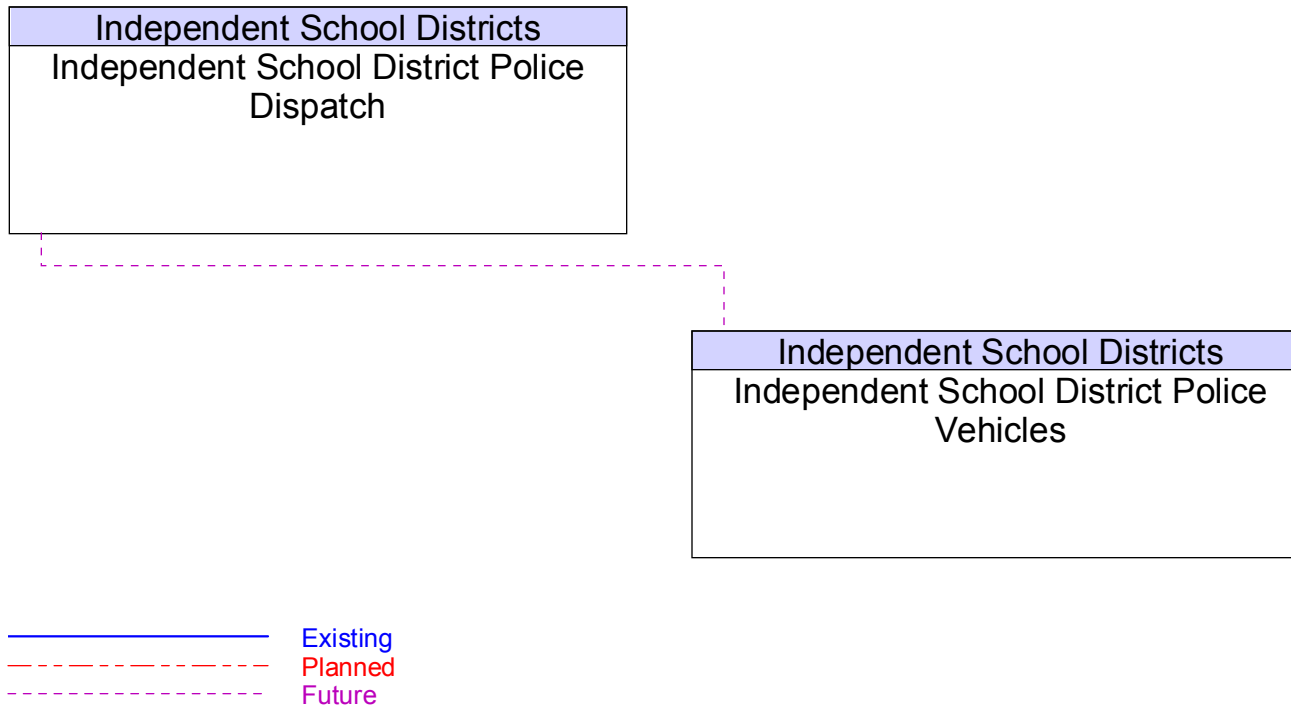 Independent School Districts
Independent School District Police
Dispatch
Independent School Districts
Independent School District Police
Vehicles
Existing
Planned
Future